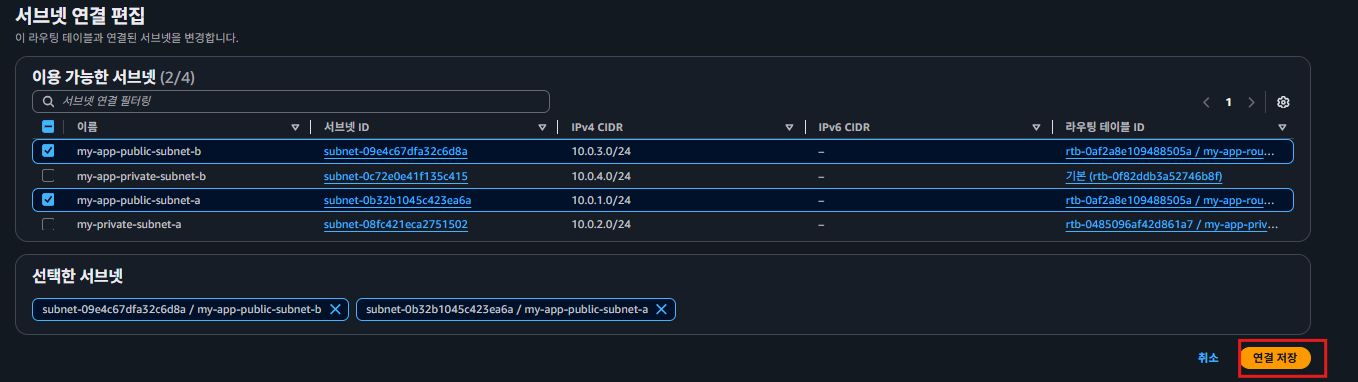 서브넷 연결 편집
이 라우팅 테이블과 연결된 서브넷을 변경합니다.
이용 가능한 서브넷 (2/4)
서브넷 연결 필터링
1
이름 서브넷 ID IPv4 CIDR IPv6 CIDR 라우팅 테이블 ID
my-app-public-subnet-b subnet-09e4c67dfa32c6d8a 10.0.3.0/24 – rtb-0af2a8e109488505a / my-app-rou…
my-app-private-subnet-b subnet-0c72e0e41f135c415 10.0.4.0/24 – 기본 (rtb-0f82ddb3a52746b8f)
my-app-public-subnet-a subnet-0b32b1045c423ea6a 10.0.1.0/24 – rtb-0af2a8e109488505a / my-app-rou…
my-private-subnet-a subnet-08fc421eca2751502 10.0.2.0/24 – rtb-0485096af42d861a7 / my-app-priv…
선택한 서브넷
subnet-09e4c67dfa32c6d8a / my-app-public-subnet-b subnet-0b32b1045c423ea6a / my-app-public-subnet-a
취소 연결 저장